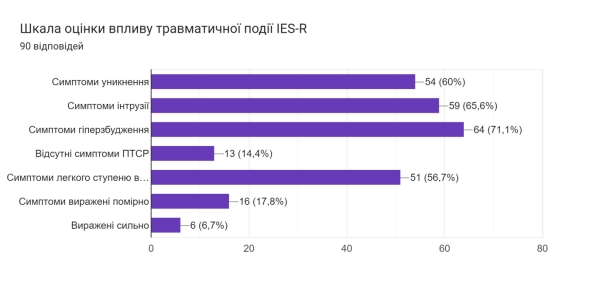 Шкала оцінки впливу травматичної події IES-R
90 відповідей
Симптоми уникнення 54 (60%)
Симптоми інтрузії 59 (65,6%)
Симптоми гіперзбудження 64 (71,1%)
Відсутні симптоми ПТСР 13 (14,4%)
Симптоми легкого ступеню в… 51 (56,7%)
Симптоми виражені помірно 16 (17,8%)
Виражені сильно 6 (6,7%)
0 20 40 60 80